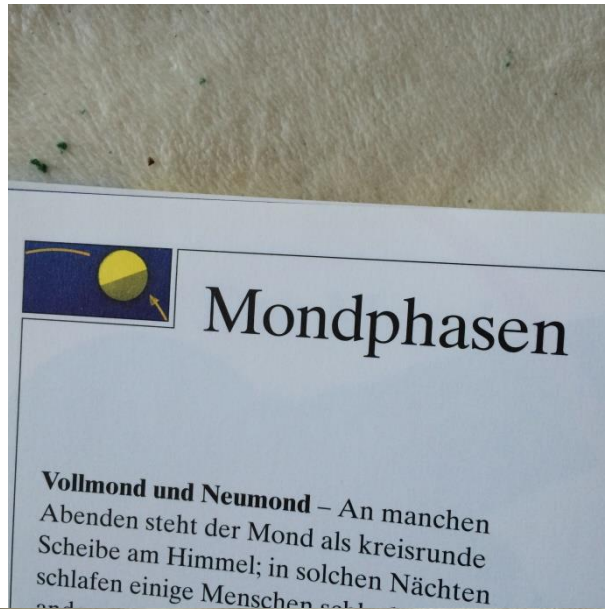 Mondphasen
Vollmond und Neumond – An manchen
Abenden steht der Mond als kreisrunde
Scheibe am Himmel; in solchen Nächten
schlafen einige Menschen